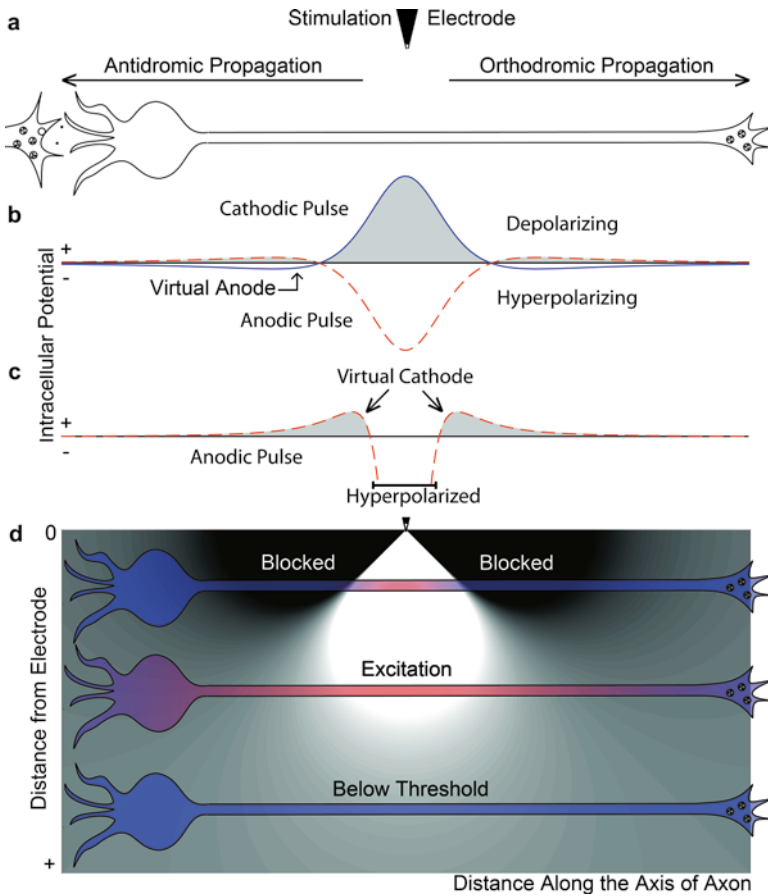 a
Stimulation Electrode
Antidromic Propagation
Orthodromic Propagation
b
Cathodic Pulse
Depolarizing
+
-
Virtual Anode
Hyperpolarizing
Anodic Pulse
Intracellular Potential
c
Virtual Cathode
+
-
Anodic Pulse
Hyperpolarized
d
0
Blocked
Blocked
Excitation
Below Threshold
Distance from Electrode
+
Distance Along the Axis of Axon